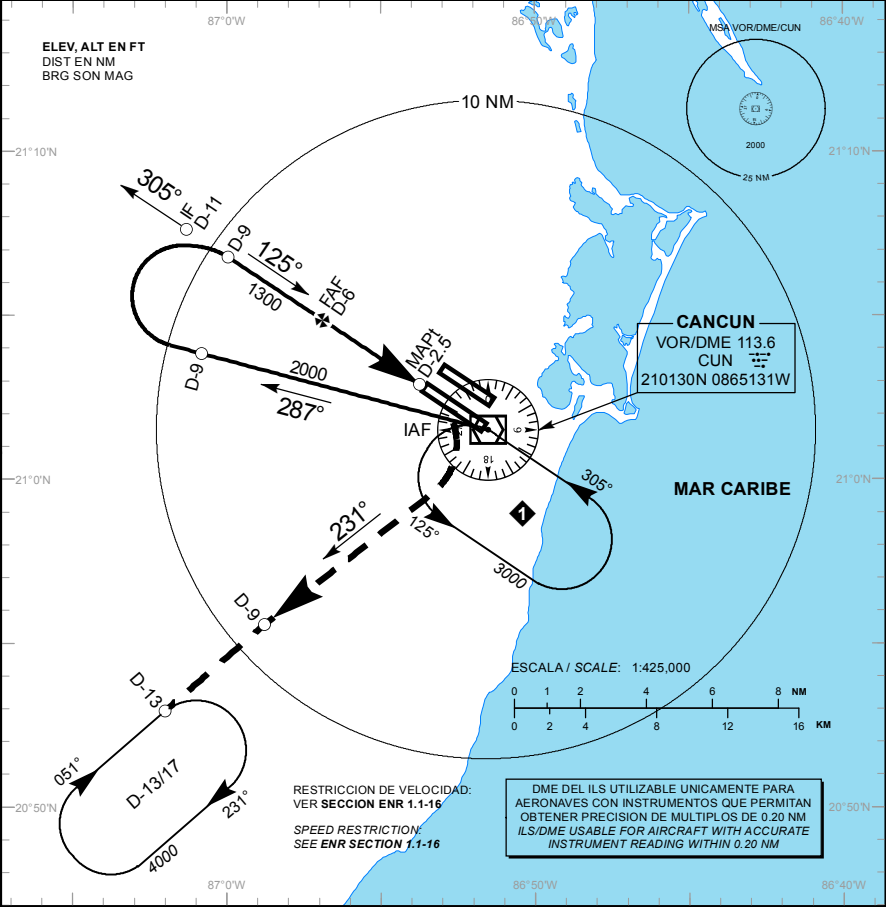 87°0'W
86°50'W
86°40'W
ELEV, ALT EN FT
DIST EN NM
BRG SON MAG
MSA VOR/DME/CUN
2000
25 NM
10 NM
21°10'N
21°10'N
305°
IF
D-11
D-9
125°
1300
FAF
D-6
MAPt
D-2.5
D-9
2000
287°
CANCUN
VOR/DME 113.6
CUN
210130N 0865131W
IAF
9
18
21°0'N
21°0'N
305°
MAR CARIBE
1
125°
3000
231°
D-9
D-13
051°
D-13/17
231°
4000
ESCALA / SCALE: 1:425,000
0 1 2 4 6 8 NM
0 2 4 8 12 16 KM
RESTRICCION DE VELOCIDAD:
VER SECCION ENR 1.1-16
SPEED RESTRICTION:
SEE ENR SECTION 1.1-16
DME DEL ILS UTILIZABLE UNICAMENTE PARA
AERONAVES CON INSTRUMENTOS QUE PERMITAN
OBTENER PRECISION DE MULTIPLOS DE 0.20 NM
ILS/DME USABLE FOR AIRCRAFT WITH ACCURATE
INSTRUMENT READING WITHIN 0.20 NM
20°50'N
20°50'N
87°0'W
86°50'W
86°40'W